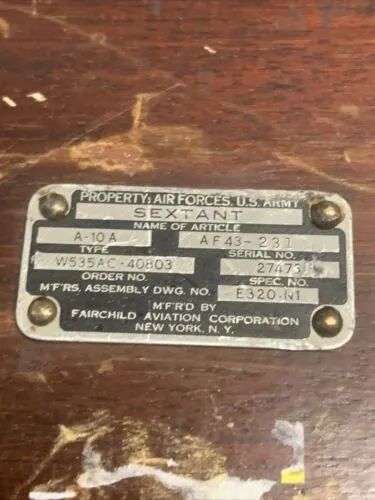 PROPERTY, AIR FORCES, U.S. ARMY
SEXTANT
NAME OF ARTICLE
A-10A AF43-231
TYPE SERIAL NO.
W535AC-40803 27473
ORDER NO. SPEC. NO.
M'F'RS. ASSEMBLY DWG. NO. E320-N1
M'F'R'D BY
FAIRCHILD AVIATION CORPORATION
NEW YORK, N.Y.